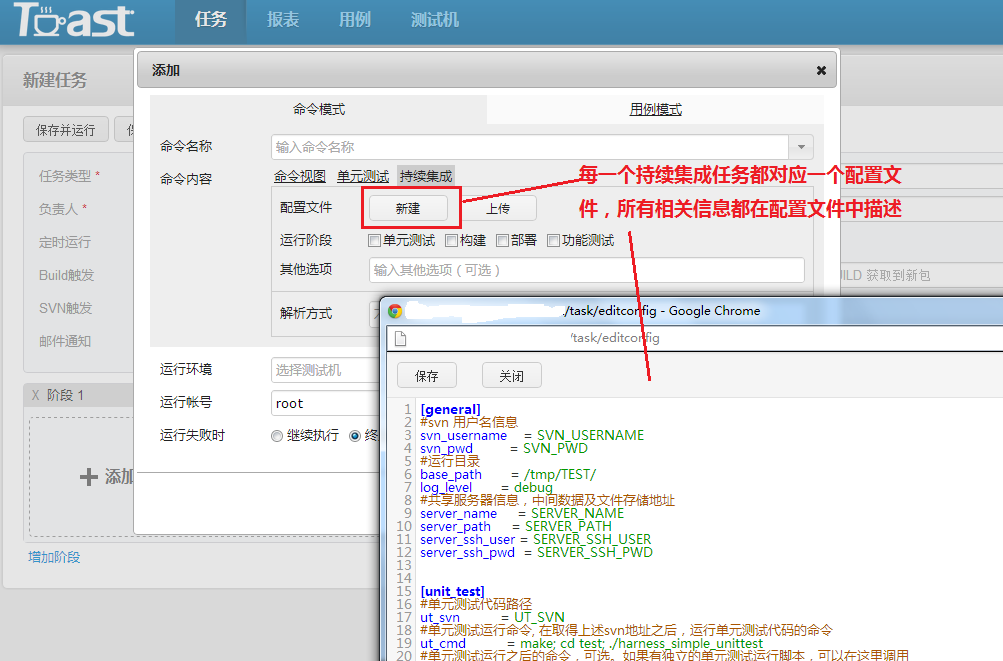 Toast 任务 报表 用例 测试机
新建任务
添加 ✖
命令模式 用例模式
保存并运行
命令名称 输入命令名称
命令内容 命令视图 单元测试 持续集成
每一个持续集成任务都对应一个配置文
件，所有相关信息都在配置文件中描述
任务类型 *
配置文件 新建 上传
负责人 *
运行阶段 单元测试 构建 部署 功能测试
定时运行
其他选项 输入其他选项（可选）
Build触发
获取到新包
SVN触发
解析方式
邮件通知
./task/editconfig - Google Chrome
/task/editconfig
运行环境 选择测试机
保存 关闭
X 阶段 1
运行帐号 root
运行失败时 继续执行 终
添加
增加阶段
1 [general]
2 #svn 用户名信息
3 svn_username = SVN_USERNAME
4 svn_pwd = SVN_PWD
5 #运行目录
6 base_path = /tmp/TEST/
7 log_level = debug
8 #共享服务器信息，中间数据及文件存储地址
9 server_name = SERVER_NAME
10 server_path = SERVER_PATH
11 server_ssh_user = SERVER_SSH_USER
12 server_ssh_pwd = SERVER_SSH_PWD
13
14
15 [unit_test]
16 #单元测试代码路径
17 ut_svn = UT_SVN
18 #单元测试运行命令, 在取得上述svn地址之后，运行单元测试代码的命令
19 ut_cmd = make; cd test; ./harness_simple_unittest
20 #单元测试运行之后的命令，可选。如果有独立的单元测试运行脚本，可以在这里调用